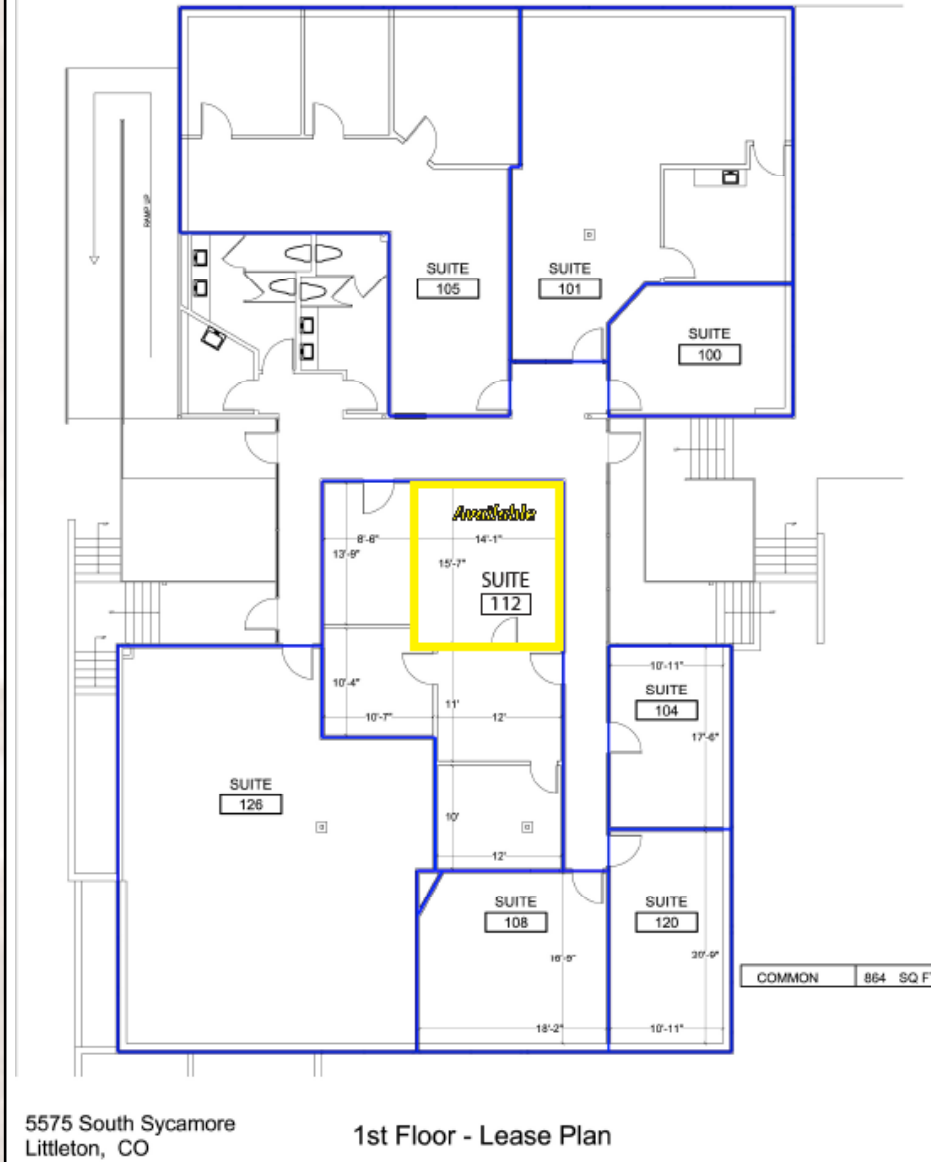 RAMP UP
SUITE
105
SUITE
101
SUITE
100
Available
8'-6"
14'-1"
13'-9"
15'-7"
SUITE
112
10'-11"
10'-4"
SUITE
104
11'
10'-7"
12'
17'-6"
SUITE
126
10'
12'
SUITE
108
SUITE
120
16'-9"
20'-9"
COMMON 864 SQ F
18'-2"
10'-11"
5575 South Sycamore
Littleton, CO
1st Floor - Lease Plan